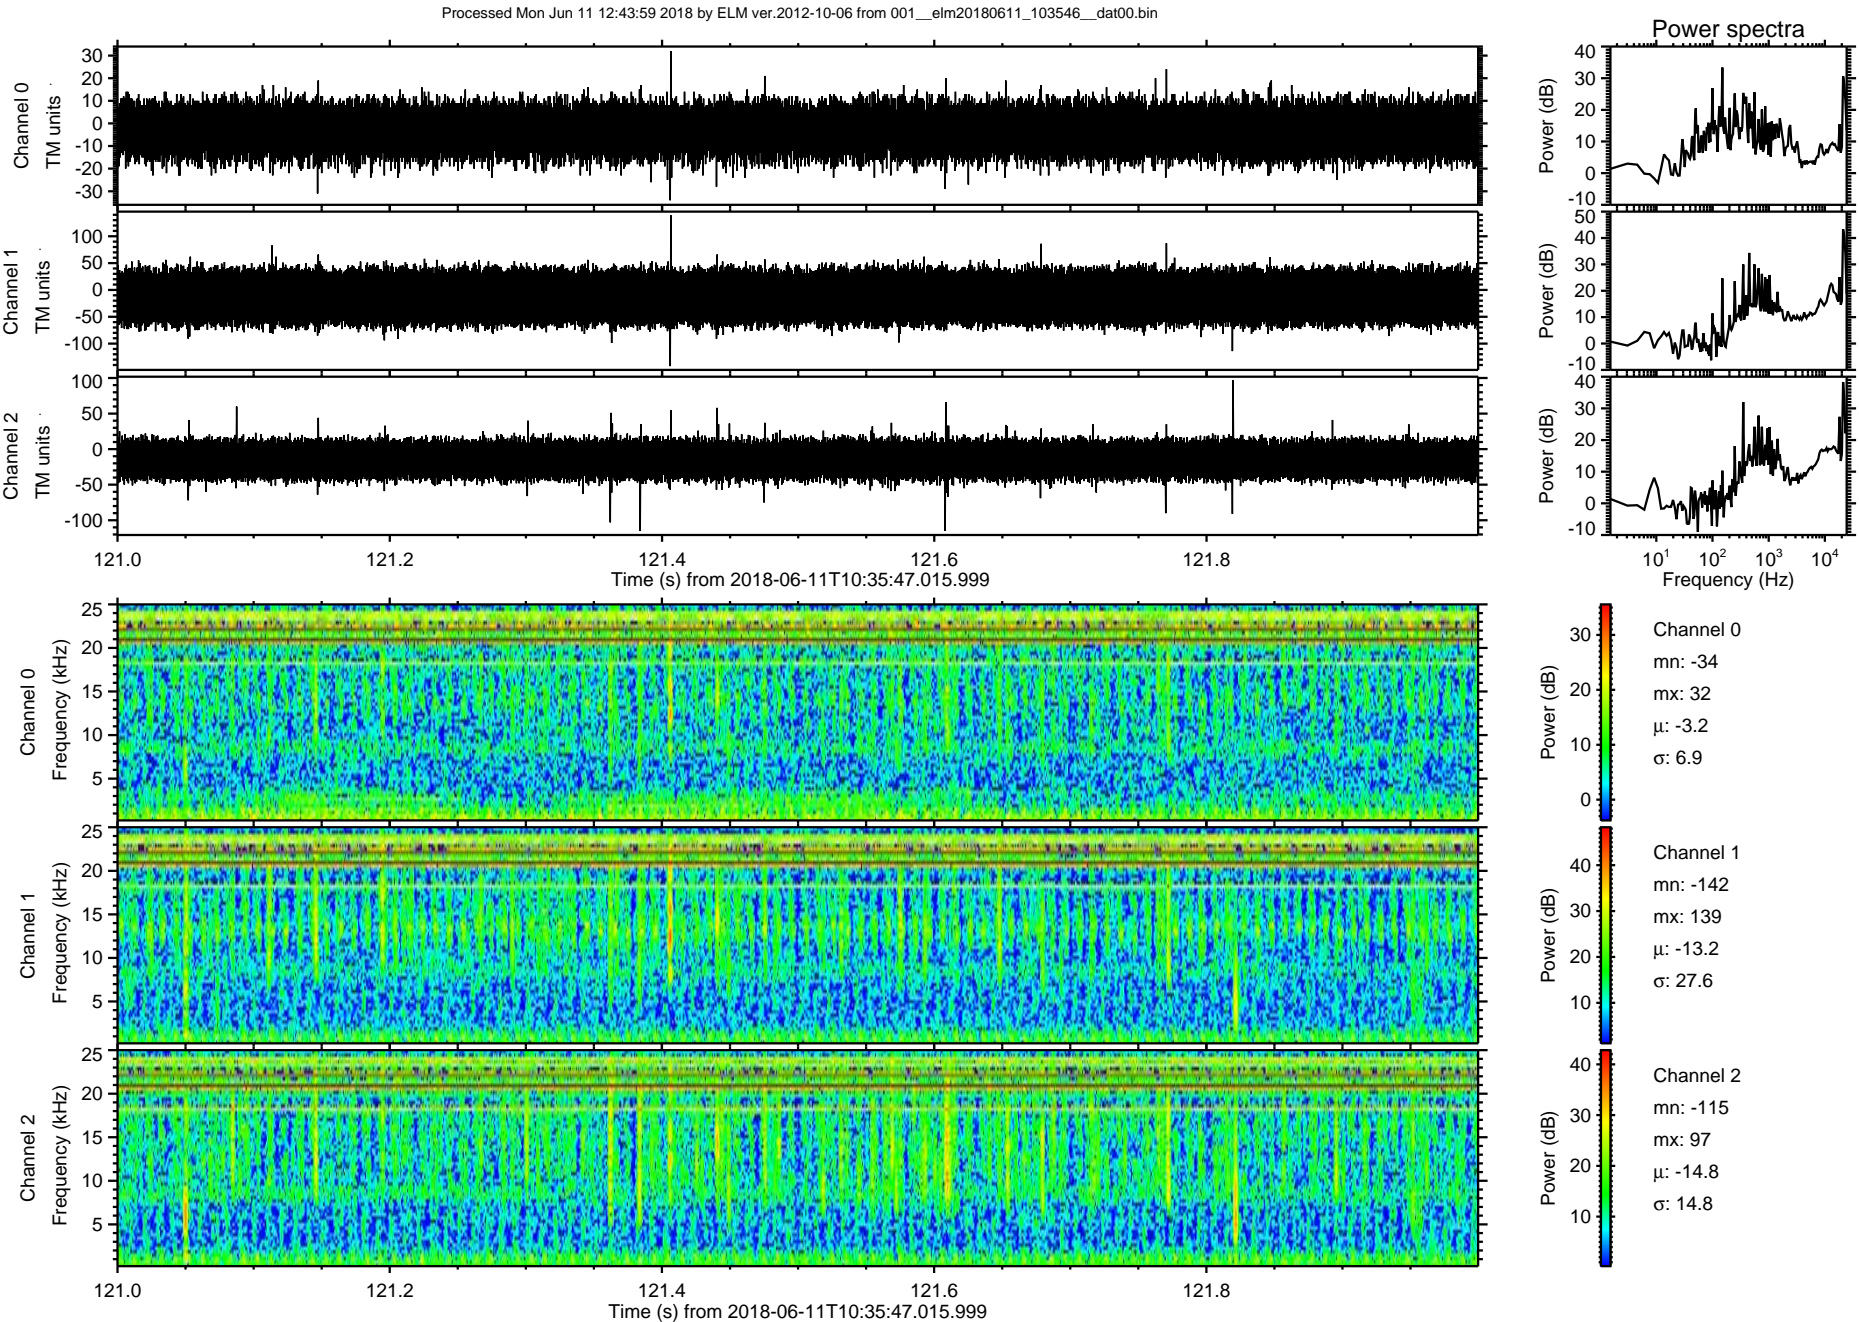 Processed Mon Jun 11 12:43:59 2018 by ELM ver.2012-10-06 from 001__elm20180611_103546__dat00.bin
Power spectra
Channel 0
TM units
30
20
10
0
-10
-20
-30
Power (dB)
40
30
20
10
0
-10
Channel 1
TM units
100
50
0
-50
-100
Power (dB)
50
40
30
20
10
0
-10
Channel 2
TM units
100
50
0
-50
-100
Power (dB)
40
30
20
10
0
-10
121.0 121.2 121.4 121.6 121.8
Time (s) from 2018-06-11T10:35:47.015.999
10¹ 10² 10³ 10⁴
Frequency (Hz)
Channel 0
Frequency (kHz)
25
20
15
10
5
Power (dB)
30
20
10
0
Channel 0
mn: -34
mx: 32
μ: -3.2
σ: 6.9
Channel 1
Frequency (kHz)
25
20
15
10
5
Power (dB)
40
30
20
10
Channel 1
mn: -142
mx: 139
μ: -13.2
σ: 27.6
Channel 2
Frequency (kHz)
25
20
15
10
5
Power (dB)
40
30
20
10
Channel 2
mn: -115
mx: 97
μ: -14.8
σ: 14.8
121.0 121.2 121.4 121.6 121.8
Time (s) from 2018-06-11T10:35:47.015.999